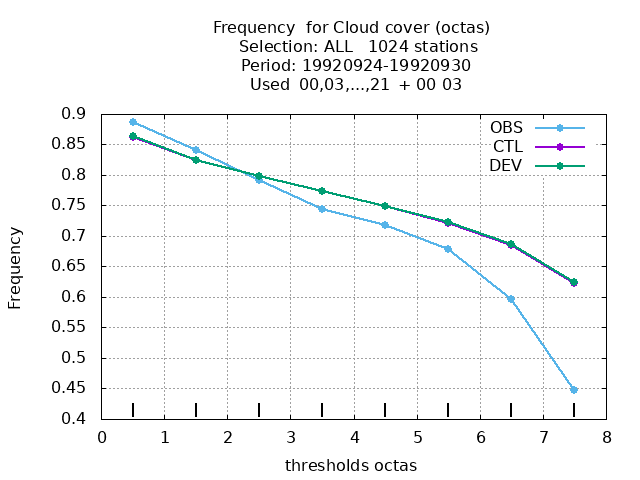 Frequency  for Cloud cover (octas)
Selection: ALL   1024 stations
Period: 19920924-19920930
Used  00,03,...,21  + 00 03
OBS
CTL
DEV
0.9
0.85
0.8
0.75
0.7
0.65
0.6
0.55
0.5
0.45
0.4
Frequency
0 1 2 3 4 5 6 7 8
thresholds octas